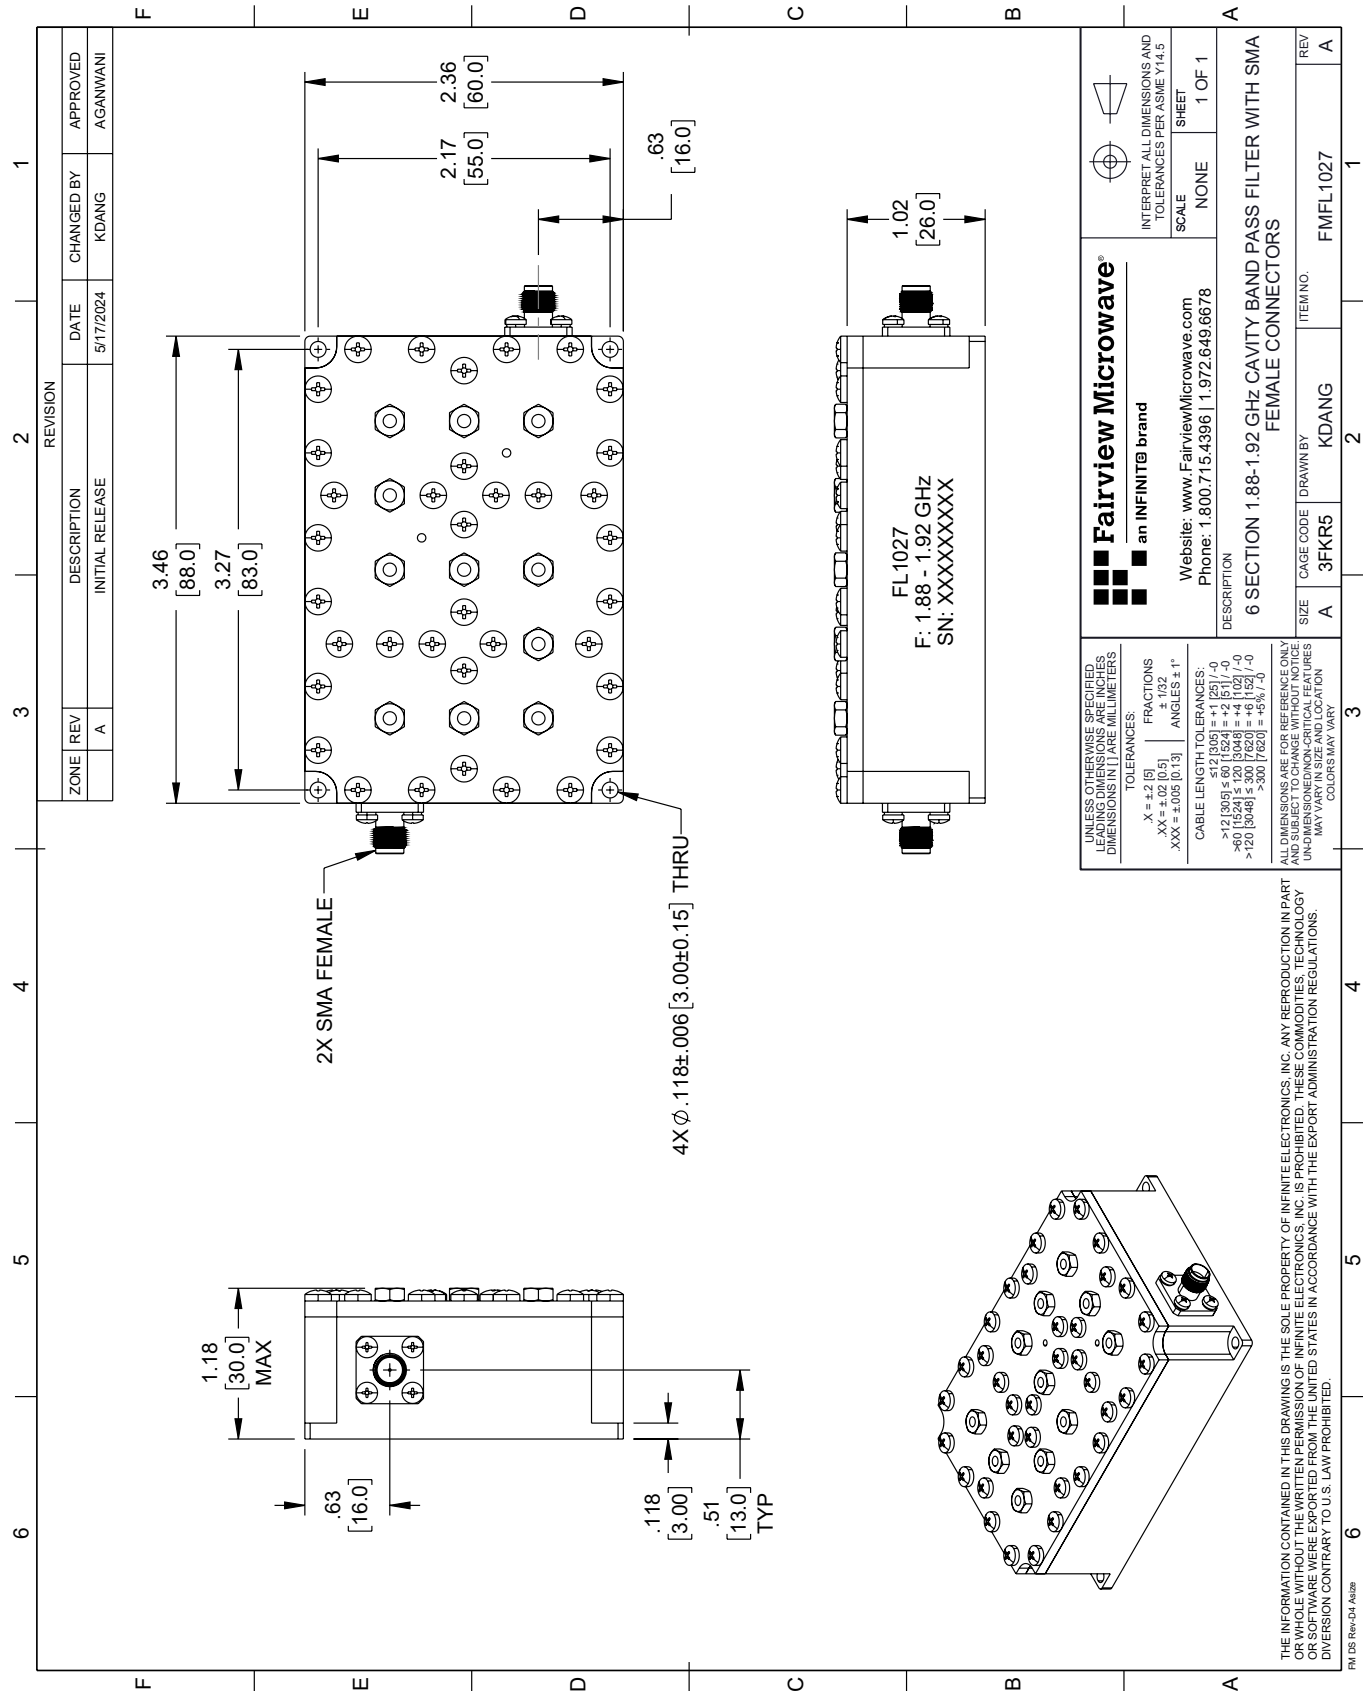 6 5 4 3 2 1
REVISION
ZONE REV DESCRIPTION DATE CHANGED BY APPROVED
A INITIAL RELEASE 5/17/2024 KDANG AGANWANI
F
E
D
C
B
A
1.18
[30.0]
MAX
.63
[16.0]
.118
[3.00]
.51
[13.0]
TYP
2X SMA FEMALE
4X Ø .118±.006 [3.00±0.15] THRU
3.46
[88.0]
3.27
[83.0]
2.36
[60.0]
2.17
[55.0]
.63
[16.0]
1.02
[26.0]
FL1027
F: 1.88 - 1.92 GHz
SN: XXXXXXXXX
UNLESS OTHERWISE SPECIFIED
LEADING DIMENSIONS ARE INCHES
DIMENSIONS IN [ ] ARE MILLIMETERS
TOLERANCES:
.X = ±.2 [5] FRACTIONS
.XX = ±.02 [0.5] ± 1/32
.XXX = ±.005 [0.13] ANGLES ± 1°
CABLE LENGTH TOLERANCES:
≤12 [305] = +1 [25] / -0
>12 [305] ≤ 60 [1524] = +2 [51] / -0
>60 [1524] ≤ 120 [3048] = +4 [102] / -0
>120 [3048] ≤ 300 [7620] = +6 [152] / -0
>300 [7620] = +5% / -0
ALL DIMENSIONS ARE FOR REFERENCE ONLY
AND SUBJECT TO CHANGE WITHOUT NOTICE.
UN-DIMENSIONED/NON-CRITICAL FEATURES
MAY VARY IN SIZE AND LOCATION
COLORS MAY VARY
Fairview Microwave®
an INFINIT@ brand
Website: www.FairviewMicrowave.com
Phone: 1.800.715.4396 | 1.972.649.6678
INTERPRET ALL DIMENSIONS AND
TOLERANCES PER ASME Y14.5
SCALE NONE
SHEET 1 OF 1
DESCRIPTION
6 SECTION 1.88-1.92 GHz CAVITY BAND PASS FILTER WITH SMA
FEMALE CONNECTORS
SIZE A
CAGE CODE 3FKR5
DRAWN BY KDANG
ITEM NO. FMFL1027
REV A
THE INFORMATION CONTAINED IN THIS DRAWING IS THE SOLE PROPERTY OF INFINITE ELECTRONICS, INC. ANY REPRODUCTION IN PART
OR WHOLE WITHOUT THE WRITTEN PERMISSION OF INFINITE ELECTRONICS, INC. IS PROHIBITED. THESE COMMODITIES, TECHNOLOGY
OR SOFTWARE WERE EXPORTED FROM THE UNITED STATES IN ACCORDANCE WITH THE EXPORT ADMINISTRATION REGULATIONS.
DIVERSION CONTRARY TO U.S. LAW PROHIBITED.
F
E
D
C
B
A
6 5 4 3 2 1
FM DS Rev-D4 Asize